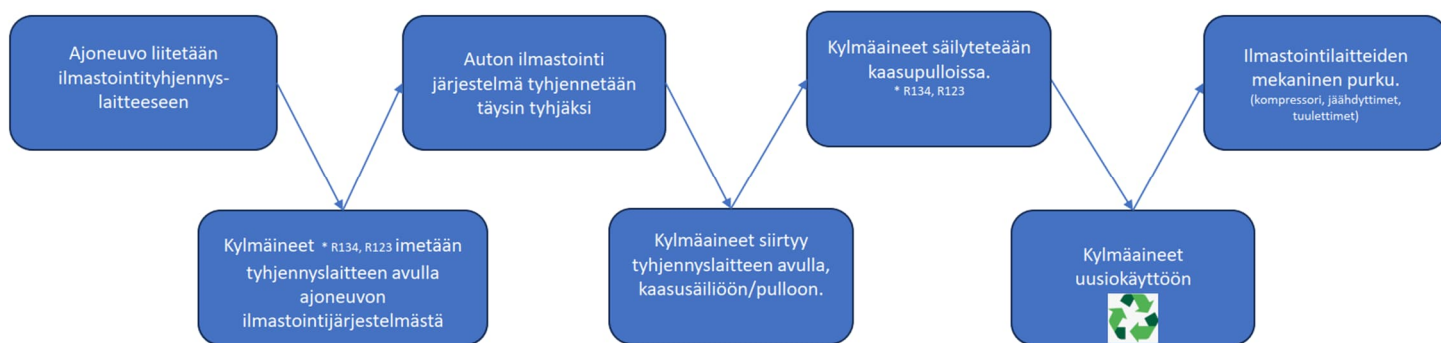 Ajoneuvo liitetään
ilmastointityhjennys-
laitteeseen
Kylmäineet * R134, R123 imetään
tyhjennyslaitteen avulla
ajoneuvon
ilmastointijärjestelmästä
Auton ilmastointi
järjestelmä tyhjennetään
täysin tyhjäksi
Kylmäaineet siirtyy
tyhjennyslaitteen avulla,
kaasusäiliöön/pulloon.
Kylmäaineet säilyteteään
kaasupulloissa.
* R134, R123
Kylmäaineet
uusiokäyttöön
Ilmastointilaitteiden
mekaninen purku.
(kompressori, jäähdyttimet,
tuulettimet)